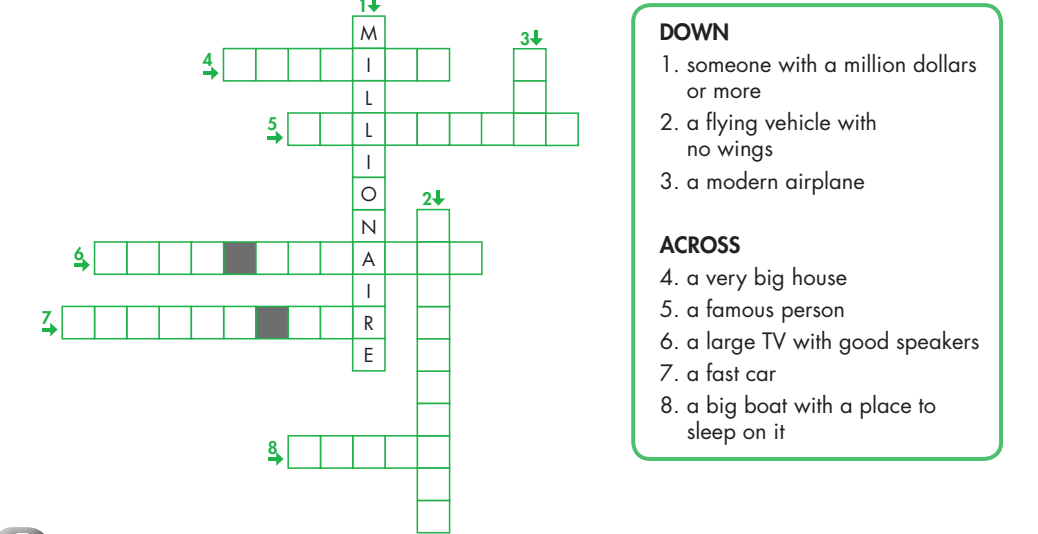 1
M
3
4
I
L
5
L
I
O
2
N
6
A
I
7
R
E
8
DOWN
1. someone with a million dollars
or more
2. a flying vehicle with
no wings
3. a modern airplane
ACROSS
4. a very big house
5. a famous person
6. a large TV with good speakers
7. a fast car
8. a big boat with a place to
sleep on it